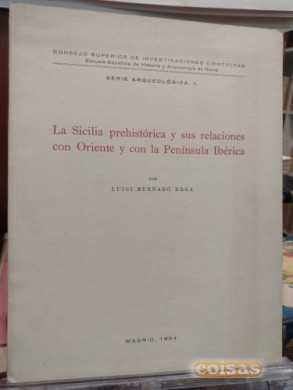 CONSEJO SUPERIOR DE INVESTIGACIONES CIENTÍFICAS
Escuela Española de Historia y Arqueología de Roma
SERIE ARQUEOLÓGICA, I.
La Sicilia prehistórica y sus relaciones
con Oriente y con la Península Ibérica
POR
LUIGI BERNABÓ BREA
MADRID, 1954
coisas